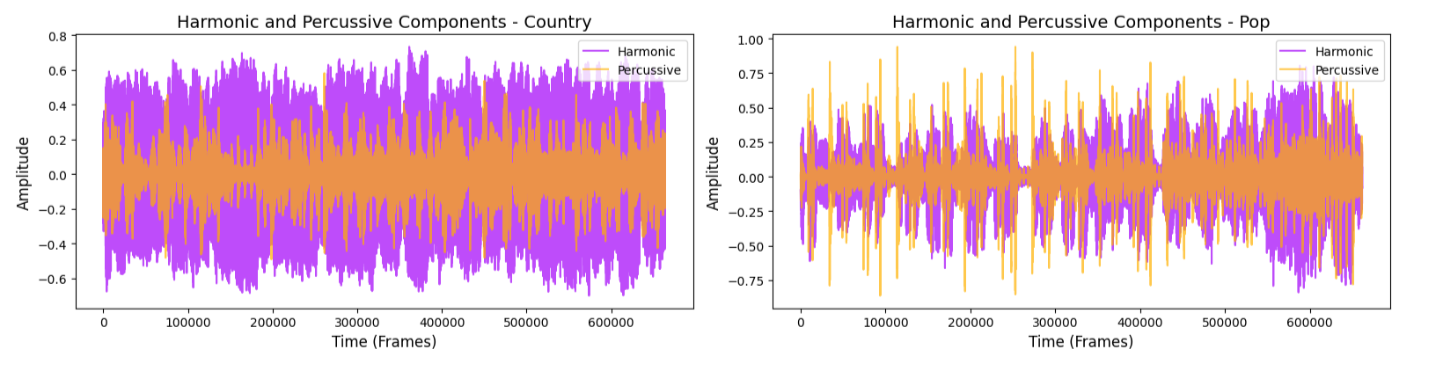 Harmonic and Percussive Components - Country
0.8
0.6
0.4
0.2
0.0
−0.2
−0.4
−0.6
Amplitude
Harmonic
Percussive
0 100000 200000 300000 400000 500000 600000
Time (Frames)
Harmonic and Percussive Components - Pop
1.00
0.75
0.50
0.25
0.00
−0.25
−0.50
−0.75
Amplitude
Harmonic
Percussive
0 100000 200000 300000 400000 500000 600000
Time (Frames)